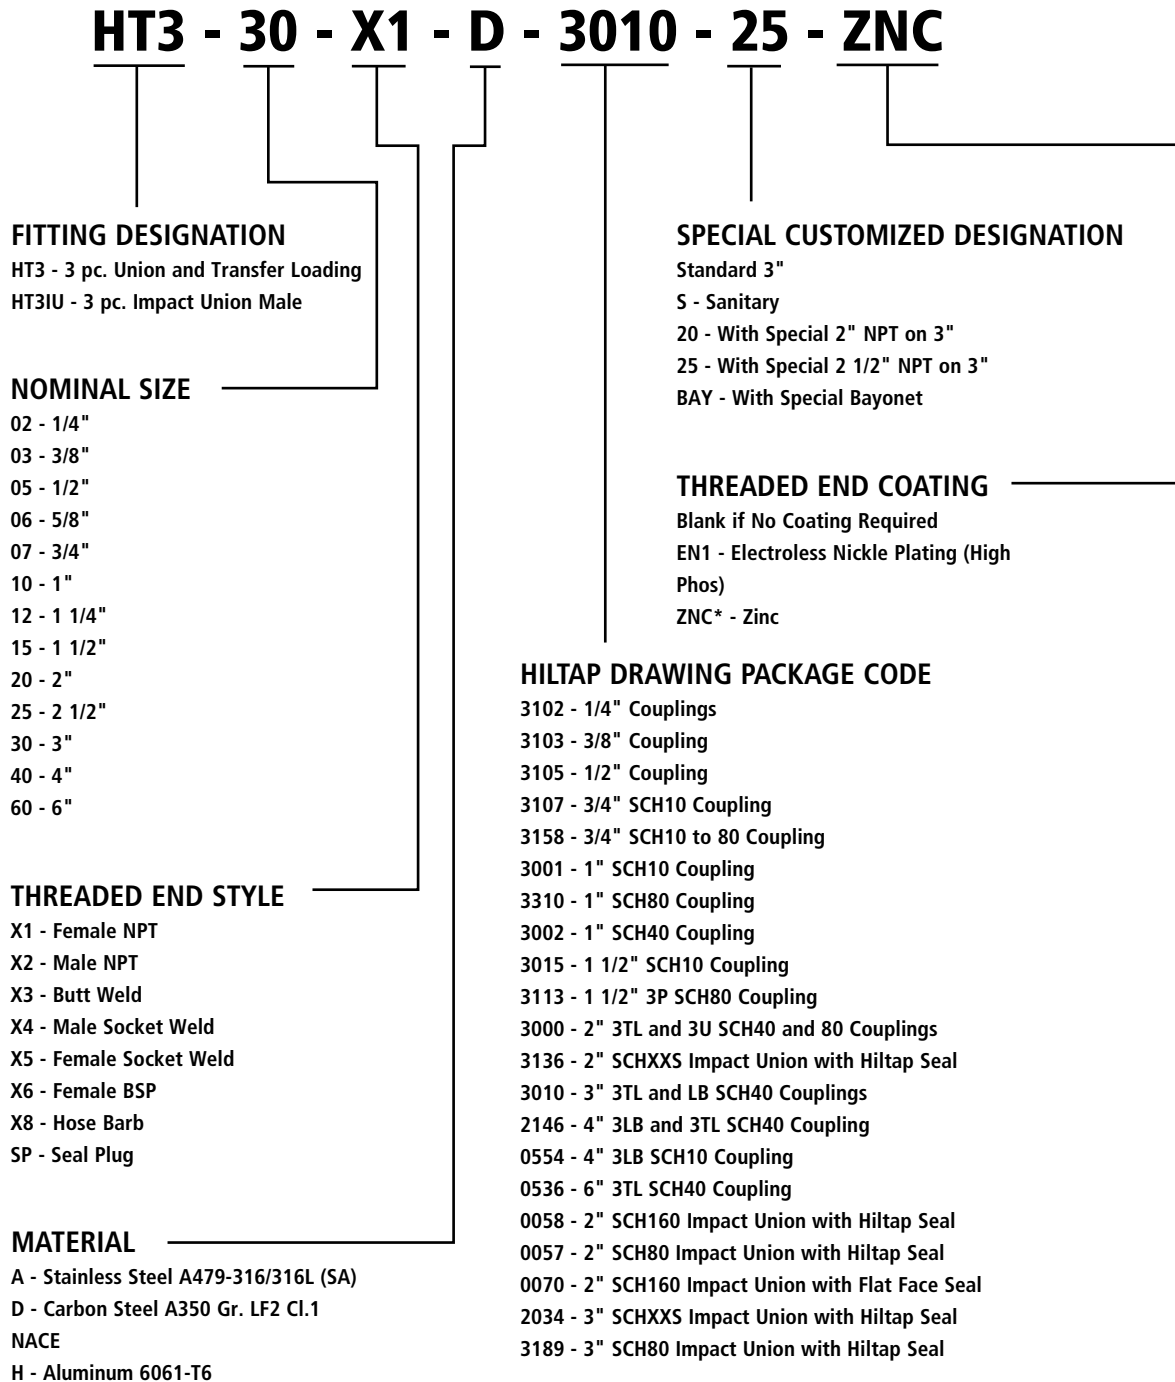 HT3 - 30 - X1 - D - 3010 - 25 - ZNC
FITTING DESIGNATION
HT3 - 3 pc. Union and Transfer Loading
HT3IU - 3 pc. Impact Union Male
NOMINAL SIZE
02 - 1/4"
03 - 3/8"
05 - 1/2"
06 - 5/8"
07 - 3/4"
10 - 1"
12 - 1 1/4"
15 - 1 1/2"
20 - 2"
25 - 2 1/2"
30 - 3"
40 - 4"
60 - 6"
THREADED END STYLE
X1 - Female NPT
X2 - Male NPT
X3 - Butt Weld
X4 - Male Socket Weld
X5 - Female Socket Weld
X6 - Female BSP
X8 - Hose Barb
SP - Seal Plug
MATERIAL
A - Stainless Steel A479-316/316L (SA)
D - Carbon Steel A350 Gr. LF2 Cl.1
NACE
H - Aluminum 6061-T6
SPECIAL CUSTOMIZED DESIGNATION
Standard 3"
S - Sanitary
20 - With Special 2" NPT on 3"
25 - With Special 2 1/2" NPT on 3"
BAY - With Special Bayonet
THREADED END COATING
Blank if No Coating Required
EN1 - Electroless Nickle Plating (High
Phos)
ZNC* - Zinc
HILTAP DRAWING PACKAGE CODE
3102 - 1/4" Couplings
3103 - 3/8" Coupling
3105 - 1/2" Coupling
3107 - 3/4" SCH10 Coupling
3158 - 3/4" SCH10 to 80 Coupling
3001 - 1" SCH10 Coupling
3310 - 1" SCH80 Coupling
3002 - 1" SCH40 Coupling
3015 - 1 1/2" SCH10 Coupling
3113 - 1 1/2" 3P SCH80 Coupling
3000 - 2" 3TL and 3U SCH40 and 80 Couplings
3136 - 2" SCHXXS Impact Union with Hiltap Seal
3010 - 3" 3TL and LB SCH40 Couplings
2146 - 4" 3LB and 3TL SCH40 Coupling
0554 - 4" 3LB SCH10 Coupling
0536 - 6" 3TL SCH40 Coupling
0058 - 2" SCH160 Impact Union with Hiltap Seal
0057 - 2" SCH80 Impact Union with Hiltap Seal
0070 - 2" SCH160 Impact Union with Flat Face Seal
2034 - 3" SCHXXS Impact Union with Hiltap Seal
3189 - 3" SCH80 Impact Union with Hiltap Seal